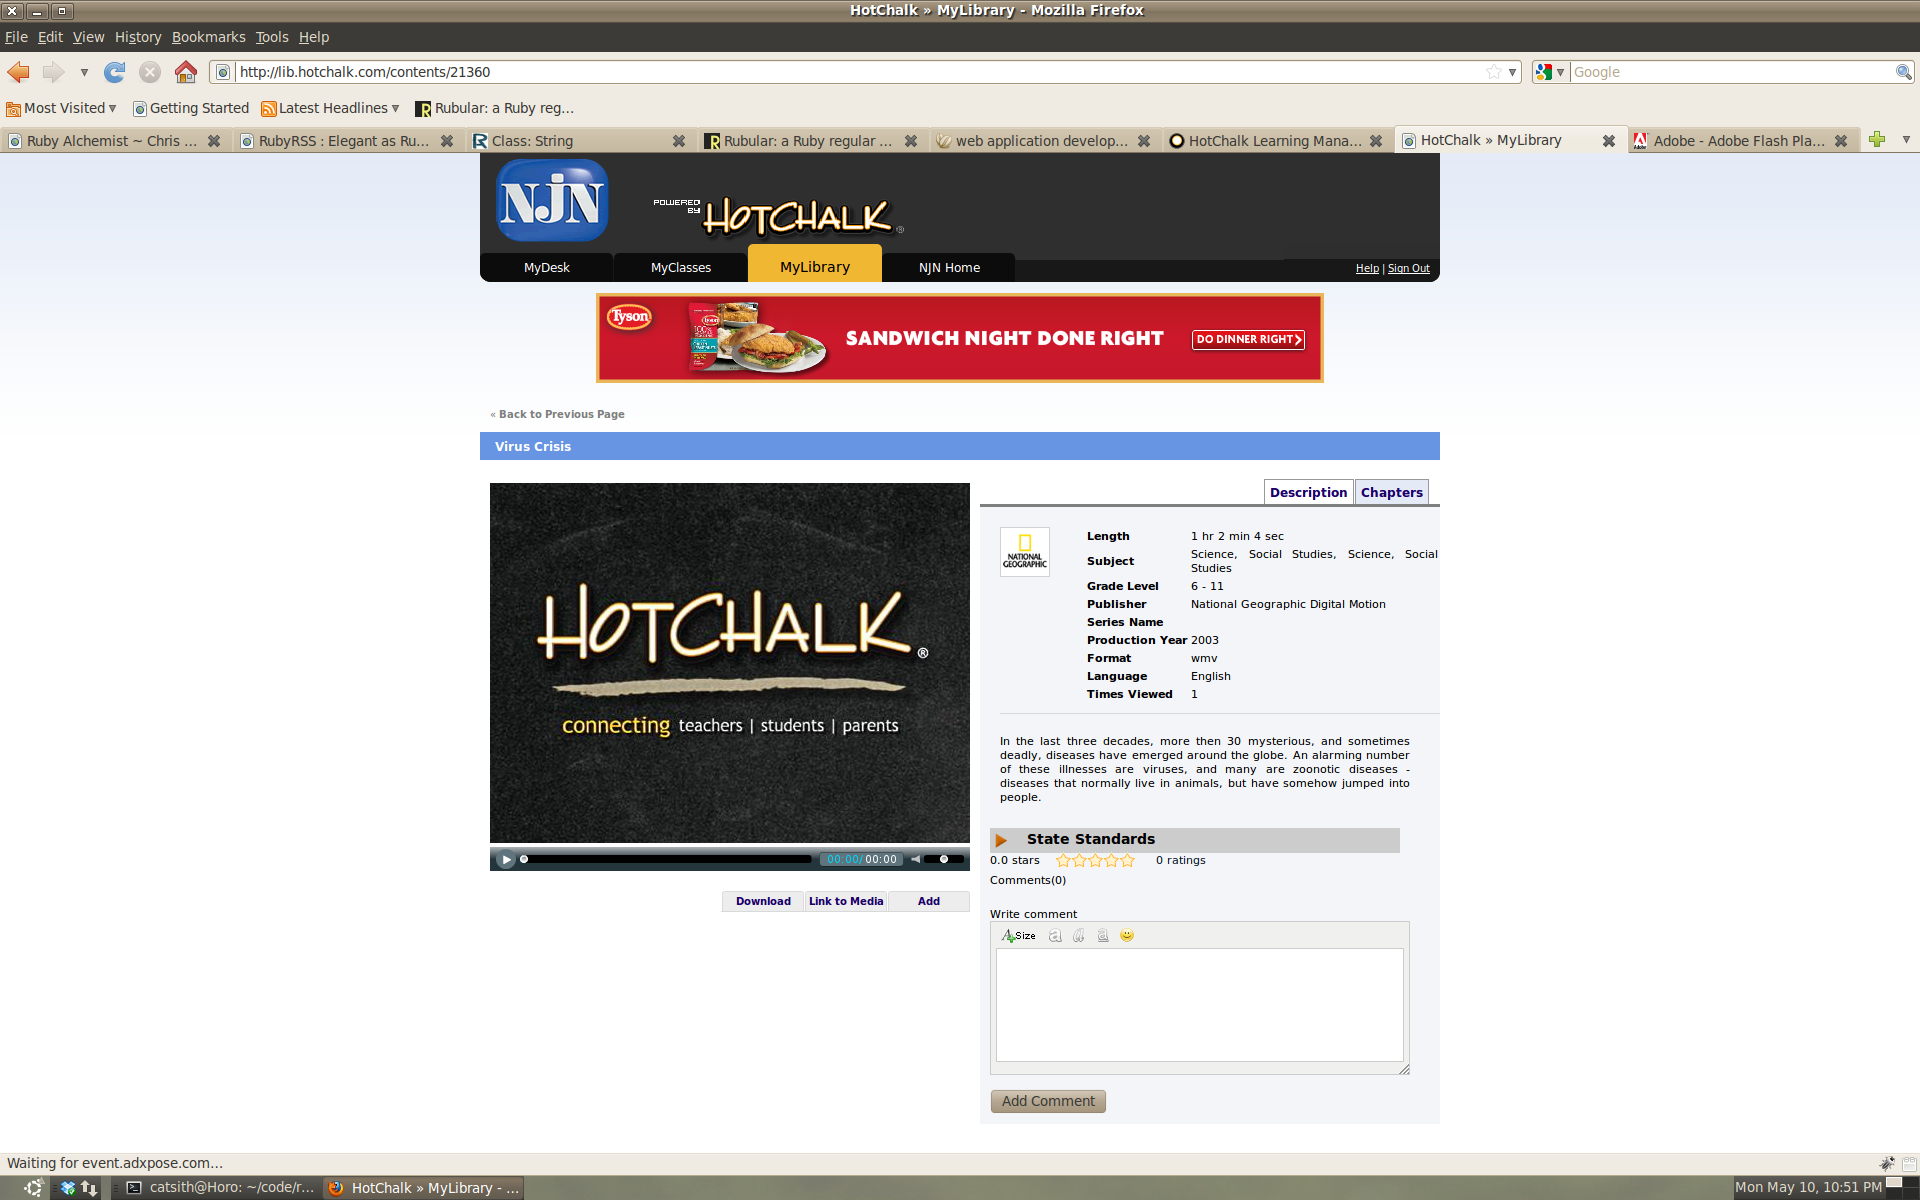 HotChalk » MyLibrary - Mozilla Firefox
File Edit View History Bookmarks Tools Help
http://lib.hotchalk.com/contents/21360
Google
Most Visited
Getting Started
Latest Headlines
Rubular: a Ruby reg...
Ruby Alchemist ~ Chris ...
RubyRSS : Elegant as Ru...
Class: String
Rubular: a Ruby regular ...
web application develop...
HotChalk Learning Mana...
HotChalk » MyLibrary
Adobe - Adobe Flash Pla...
NJN
POWERED BY
HOTCHALK®
MyDesk
MyClasses
MyLibrary
NJN Home
Help | Sign Out
Tyson
SANDWICH NIGHT DONE RIGHT
DO DINNER RIGHT
« Back to Previous Page
Virus Crisis
HOTCHALK®
connecting teachers | students | parents
00:00/00:00
Download
Link to Media
Add
Description
Chapters
NATIONAL
GEOGRAPHIC
Length 1 hr 2 min 4 sec
Subject Science, Social Studies, Science, Social
Studies
Grade Level 6 - 11
Publisher National Geographic Digital Motion
Series Name
Production Year 2003
Format wmv
Language English
Times Viewed 1
In the last three decades, more then 30 mysterious, and sometimes
deadly, diseases have emerged around the globe. An alarming number
of these illnesses are viruses, and many are zoonotic diseases -
diseases that normally live in animals, but have somehow jumped into
people.
State Standards
0.0 stars 0 ratings
Comments(0)
Write comment
Size
Add Comment
Waiting for event.adxpose.com...
catsith@Horo: ~/code/r...
HotChalk » MyLibrary - ...
Mon May 10, 10:51 PM